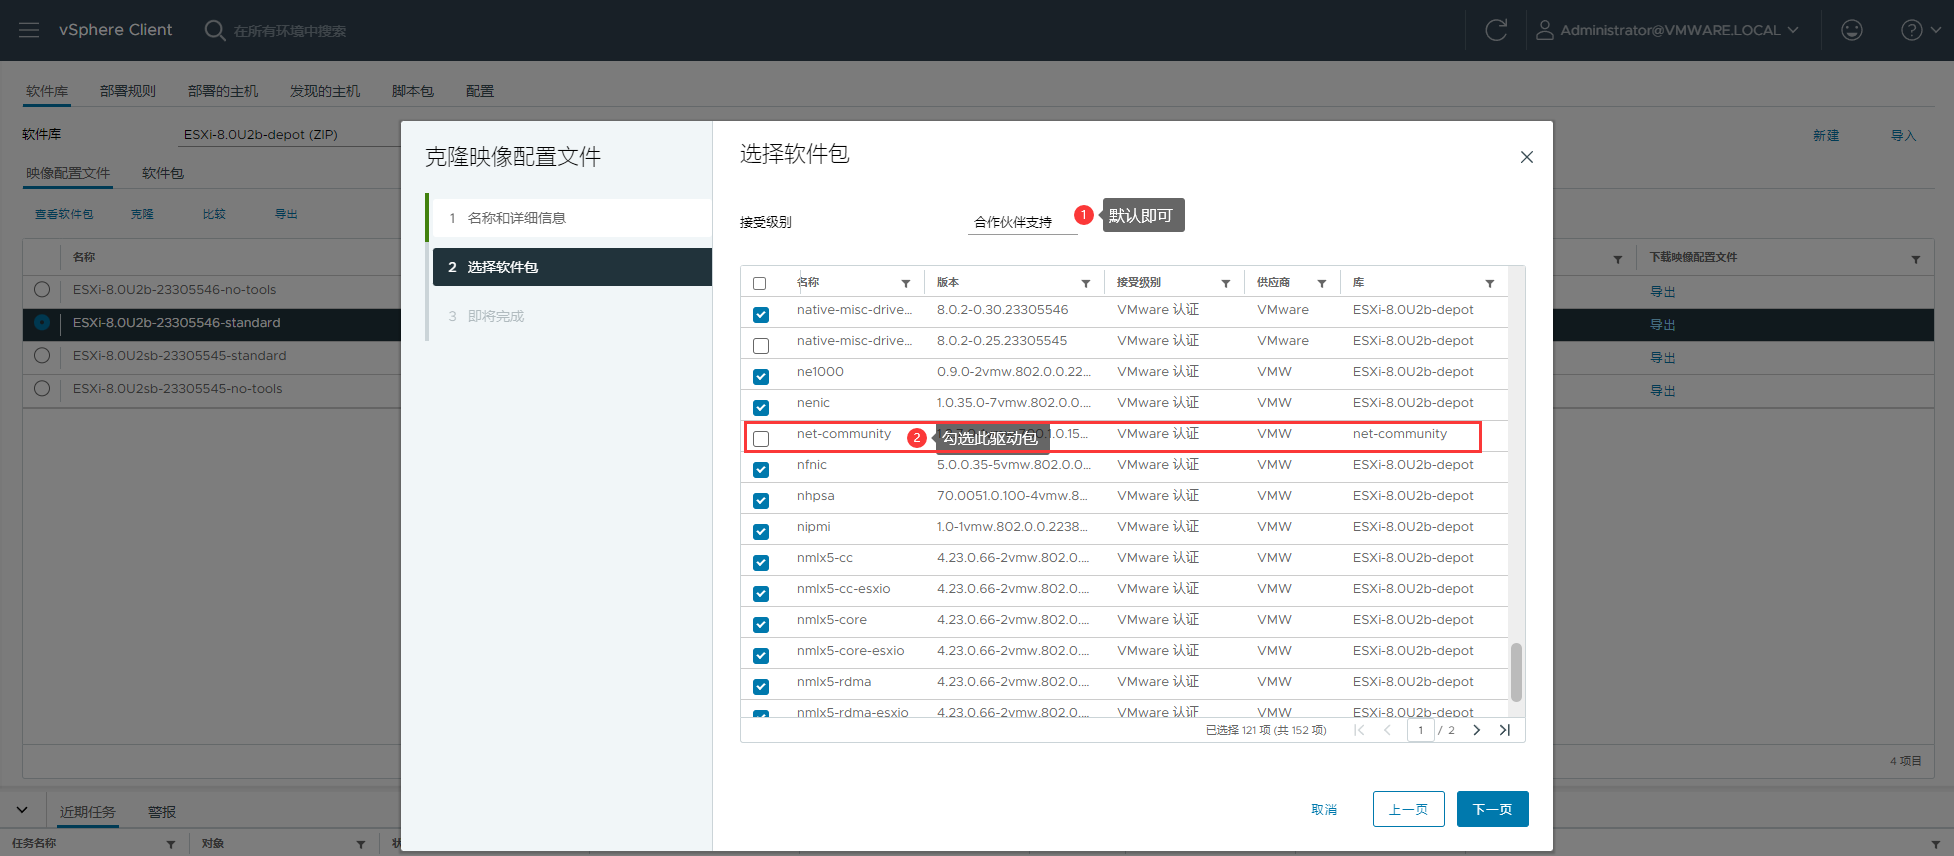 vSphere Client 在所有环境中搜索 Administrator@VMWARE.LOCAL
软件库 部署规则 部署的主机 发现的主机 脚本包 配置
软件库 ESXi-8.0U2b-depot (ZIP) 新建 导入
映像配置文件 软件包
查看软件包 克隆 比较 导出
名称 下载映像配置文件
ESXi-8.0U2b-23305546-no-tools 导出
ESXi-8.0U2b-23305546-standard 导出
ESXi-8.0U2sb-23305545-standard 导出
ESXi-8.0U2sb-23305545-no-tools 导出
4 项目
克隆映像配置文件
1 名称和详细信息
2 选择软件包
3 即将完成
选择软件包
接受级别 合作伙伴支持 1 默认即可
名称 版本 接受级别 供应商 库
native-misc-drive... 8.0.2-0.30.23305546 VMware 认证 VMware ESXi-8.0U2b-depot
native-misc-drive... 8.0.2-0.25.23305545 VMware 认证 VMware ESXi-8.0U2b-depot
ne1000 0.9.0-2vmw.802.0.0.22... VMware 认证 VMW ESXi-8.0U2b-depot
nenic 1.0.35.0-7vmw.802.0.0.... VMware 认证 VMW ESXi-8.0U2b-depot
net-community 2 勾选此驱动包 .1.0.15... VMware 认证 VMW net-community
nfnic 5.0.0.35-5vmw.802.0.0... VMware 认证 VMW ESXi-8.0U2b-depot
nhpsa 70.0051.0.100-4vmw.8... VMware 认证 VMW ESXi-8.0U2b-depot
nipmi 1.0-1vmw.802.0.0.2238... VMware 认证 VMW ESXi-8.0U2b-depot
nmlx5-cc 4.23.0.66-2vmw.802.0.... VMware 认证 VMW ESXi-8.0U2b-depot
nmlx5-cc-esxio 4.23.0.66-2vmw.802.0.... VMware 认证 VMW ESXi-8.0U2b-depot
nmlx5-core 4.23.0.66-2vmw.802.0.... VMware 认证 VMW ESXi-8.0U2b-depot
nmlx5-core-esxio 4.23.0.66-2vmw.802.0.... VMware 认证 VMW ESXi-8.0U2b-depot
nmlx5-rdma 4.23.0.66-2vmw.802.0.... VMware 认证 VMW ESXi-8.0U2b-depot
nmlx5-rdma-esxio 4.23.0.66-2vmw.802.0.... VMware 认证 VMW ESXi-8.0U2b-depot
已选择 121 项 (共 152 项) 1 / 2
取消 上一页 下一页
近期任务 警报
任务名称 对象 状